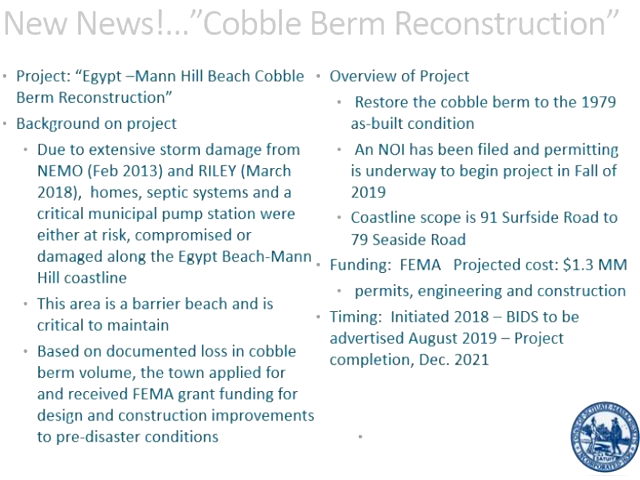 New News!...”Cobble Berm Reconstruction”
• Project: “Egypt –Mann Hill Beach Cobble
Berm Reconstruction”
• Background on project
• Due to extensive storm damage from
NEMO (Feb 2013) and RILEY (March
2018), homes, septic systems and a
critical municipal pump station were
either at risk, compromised or
damaged along the Egypt Beach-Mann
Hill coastline
• This area is a barrier beach and is
critical to maintain
• Based on documented loss in cobble
berm volume, the town applied for
and received FEMA grant funding for
design and construction improvements
to pre-disaster conditions
• Overview of Project
• Restore the cobble berm to the 1979
as-built condition
• An NOI has been filed and permitting
is underway to begin project in Fall of
2019
• Coastline scope is 91 Surfside Road to
79 Seaside Road
• Funding: FEMA Projected cost: $1.3 MM
• permits, engineering and construction
• Timing: Initiated 2018 – BIDS to be
advertised August 2019 – Project
completion, Dec. 2021